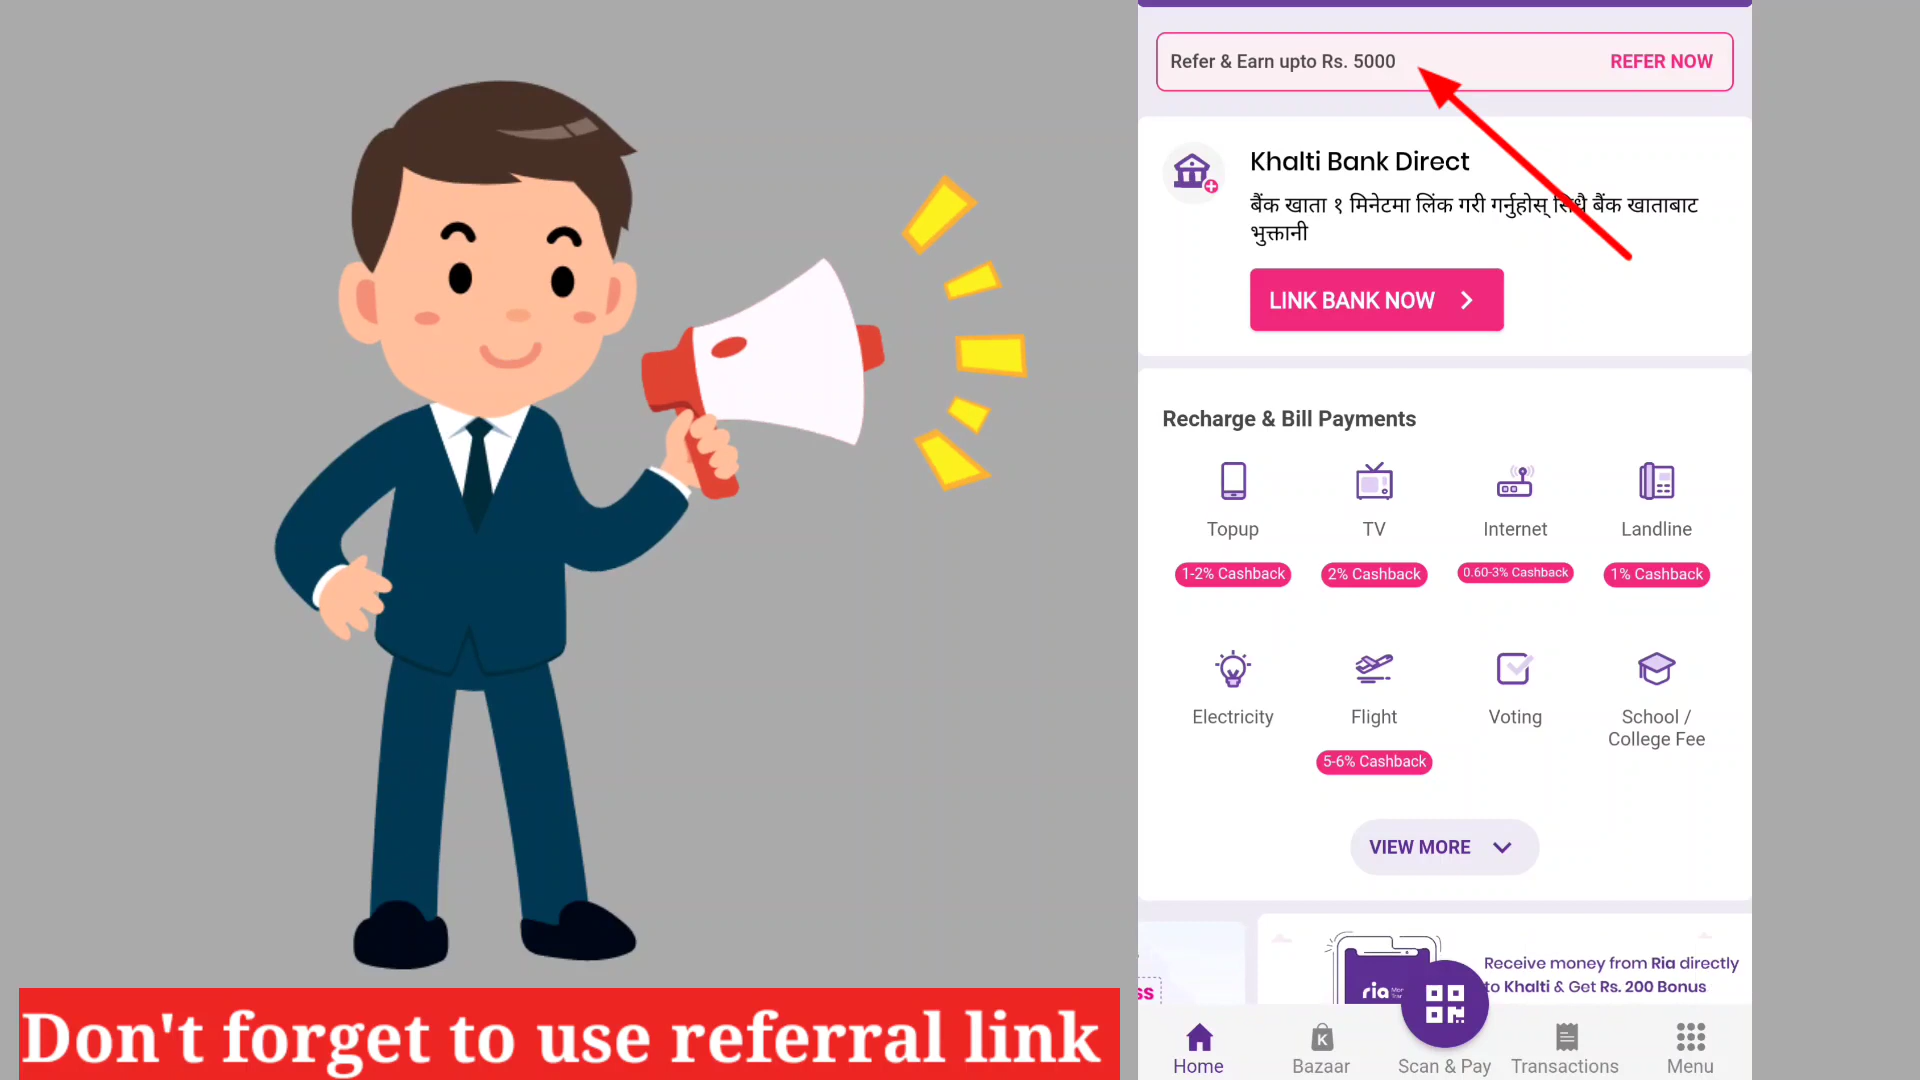 Refer & Earn upto Rs. 5000
REFER NOW
Khalti Bank Direct
बैंक खाता १ मिनेटमा लिंक गरी गर्नुहोस् सिधै बैंक खाताबाट
भुक्तानी
LINK BANK NOW
Recharge & Bill Payments
Topup
TV
Internet
Landline
1-2% Cashback
2% Cashback
0.60-3% Cashback
1% Cashback
Electricity
Flight
Voting
School /
College Fee
5-6% Cashback
VIEW MORE
Receive money from Ria directly
to Khalti & Get Rs. 200 Bonus
ria
ss
K
Home
Bazaar
Scan & Pay
Transactions
Menu
Don't forget to use referral link